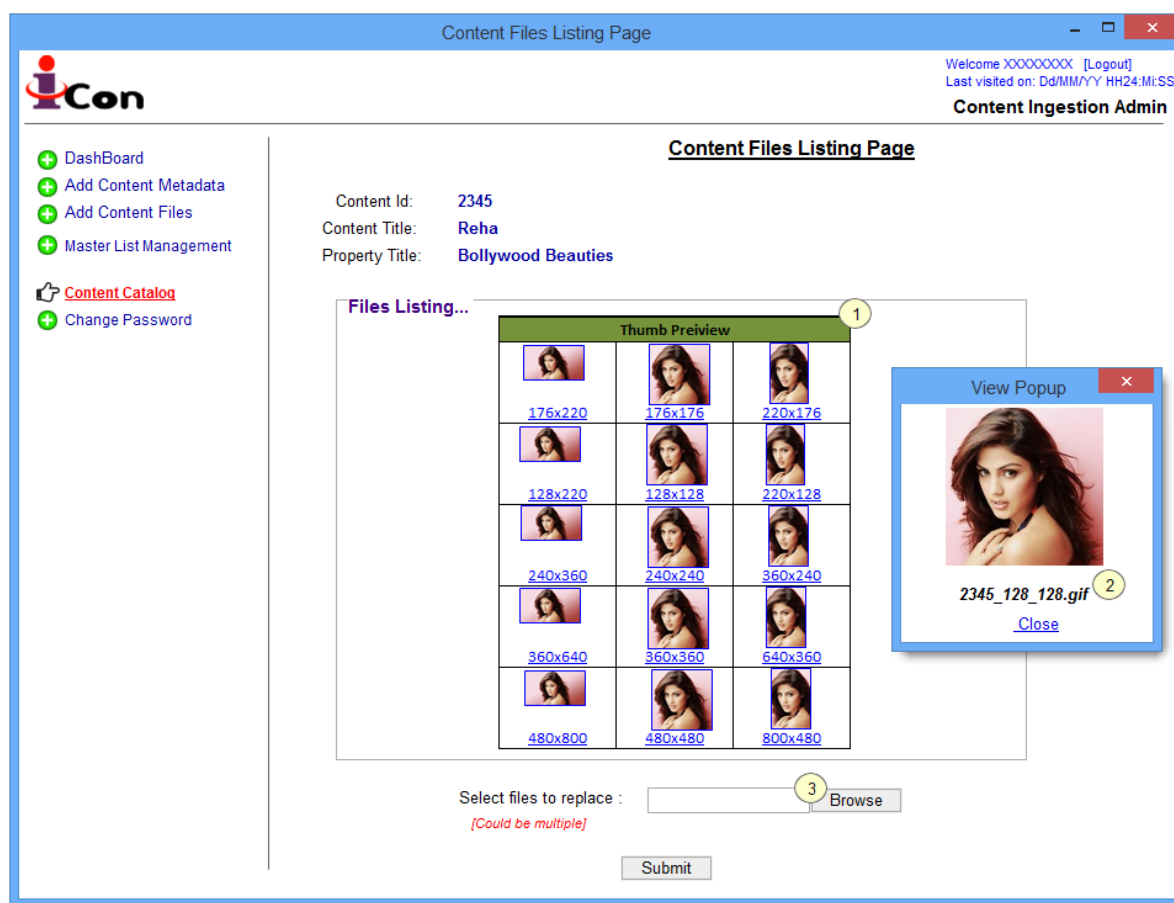 Content Files Listing Page
iCon
Welcome XXXXXXXX [Logout]
Last visited on: Dd/MM/YY HH24:Mi:SS
Content Ingestion Admin
DashBoard
Add Content Metadata
Add Content Files
Master List Management
Content Catalog
Change Password
Content Files Listing Page
Content Id: 2345
Content Title: Reha
Property Title: Bollywood Beauties
Files Listing...
1
Thumb Preiview
176x220 176x176 220x176
128x220 128x128 220x128
240x360 240x240 360x240
360x640 360x360 640x360
480x800 480x480 800x480
View Popup
2345_128_128.gif 2
Close
Select files to replace : 3 Browse
[Could be multiple]
Submit